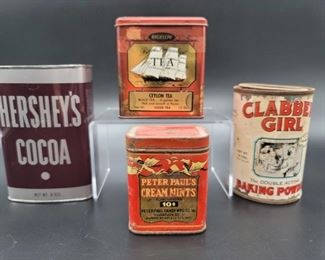 HERSHEY'S
COCOA
NET WT. 8 OZS.
BIGELOW
TEA
CEYLON TEA
PETER PAUL'S
CREAM MINTS
10¢
PETER PAUL CANDY MFG. CO. INC.
CLABBER
GIRL
The DOUBLE ACTING
BAKING POWDER